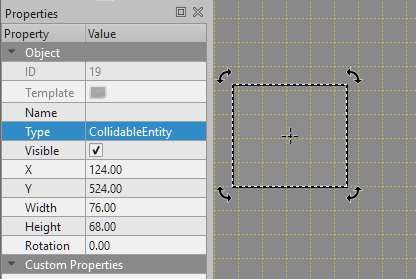 Properties
Property Value
Object
ID 19
Template
Name
Type CollidableEntity
Visible
X 124.00
Y 524.00
Width 76.00
Height 68.00
Rotation 0.00
Custom Properties